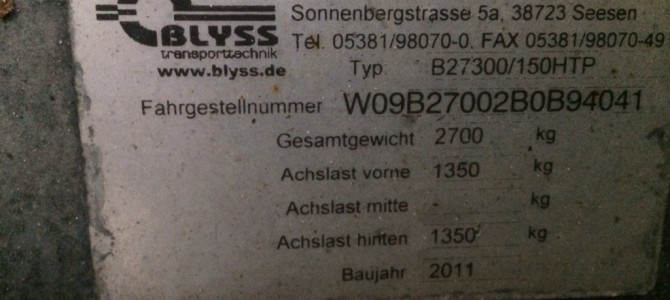 Sonnenbergstrasse 5a, 38723 Seesen
BLYSS
Tel. 05381/98070-0. FAX 05381/98070-49
transporttechnik
www.blyss.de
Typ B27300/150HTP
Fahrgestellnummer W09B27002B0B94041
Gesamtgewicht 2700 kg
Achslast vorne 1350 kg
Achslast mitte - kg
Achslast hinten 1350 kg
Baujahr 2011